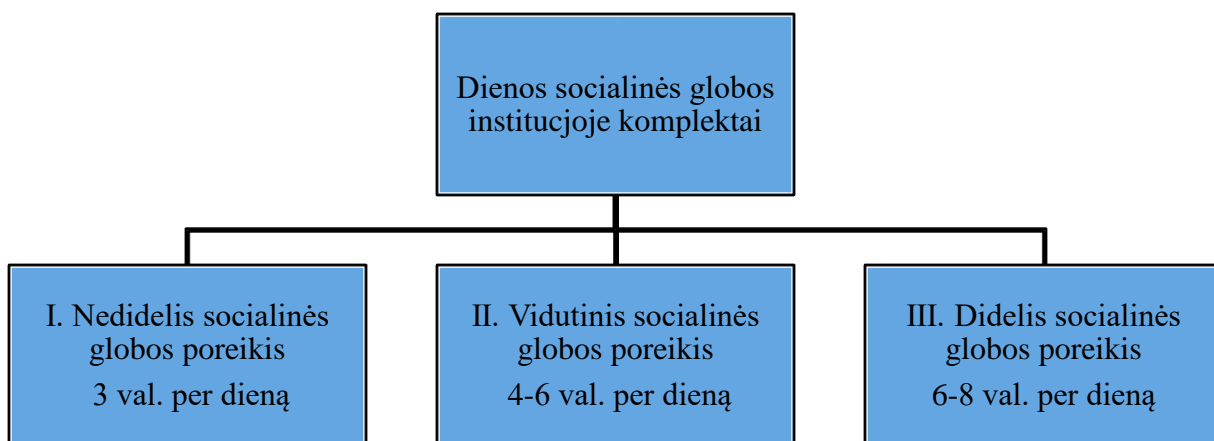 Dienos socialinės globos
institucjoje komplektai
I. Nedidelis socialinės
globos poreikis
3 val. per dieną
II. Vidutinis socialinės
globos poreikis
4-6 val. per dieną
III. Didelis socialinės
globos poreikis
6-8 val. per dieną